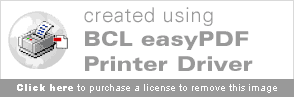 created using
BCL easyPDF
Printer Driver
Click here to purchase a license to remove this image